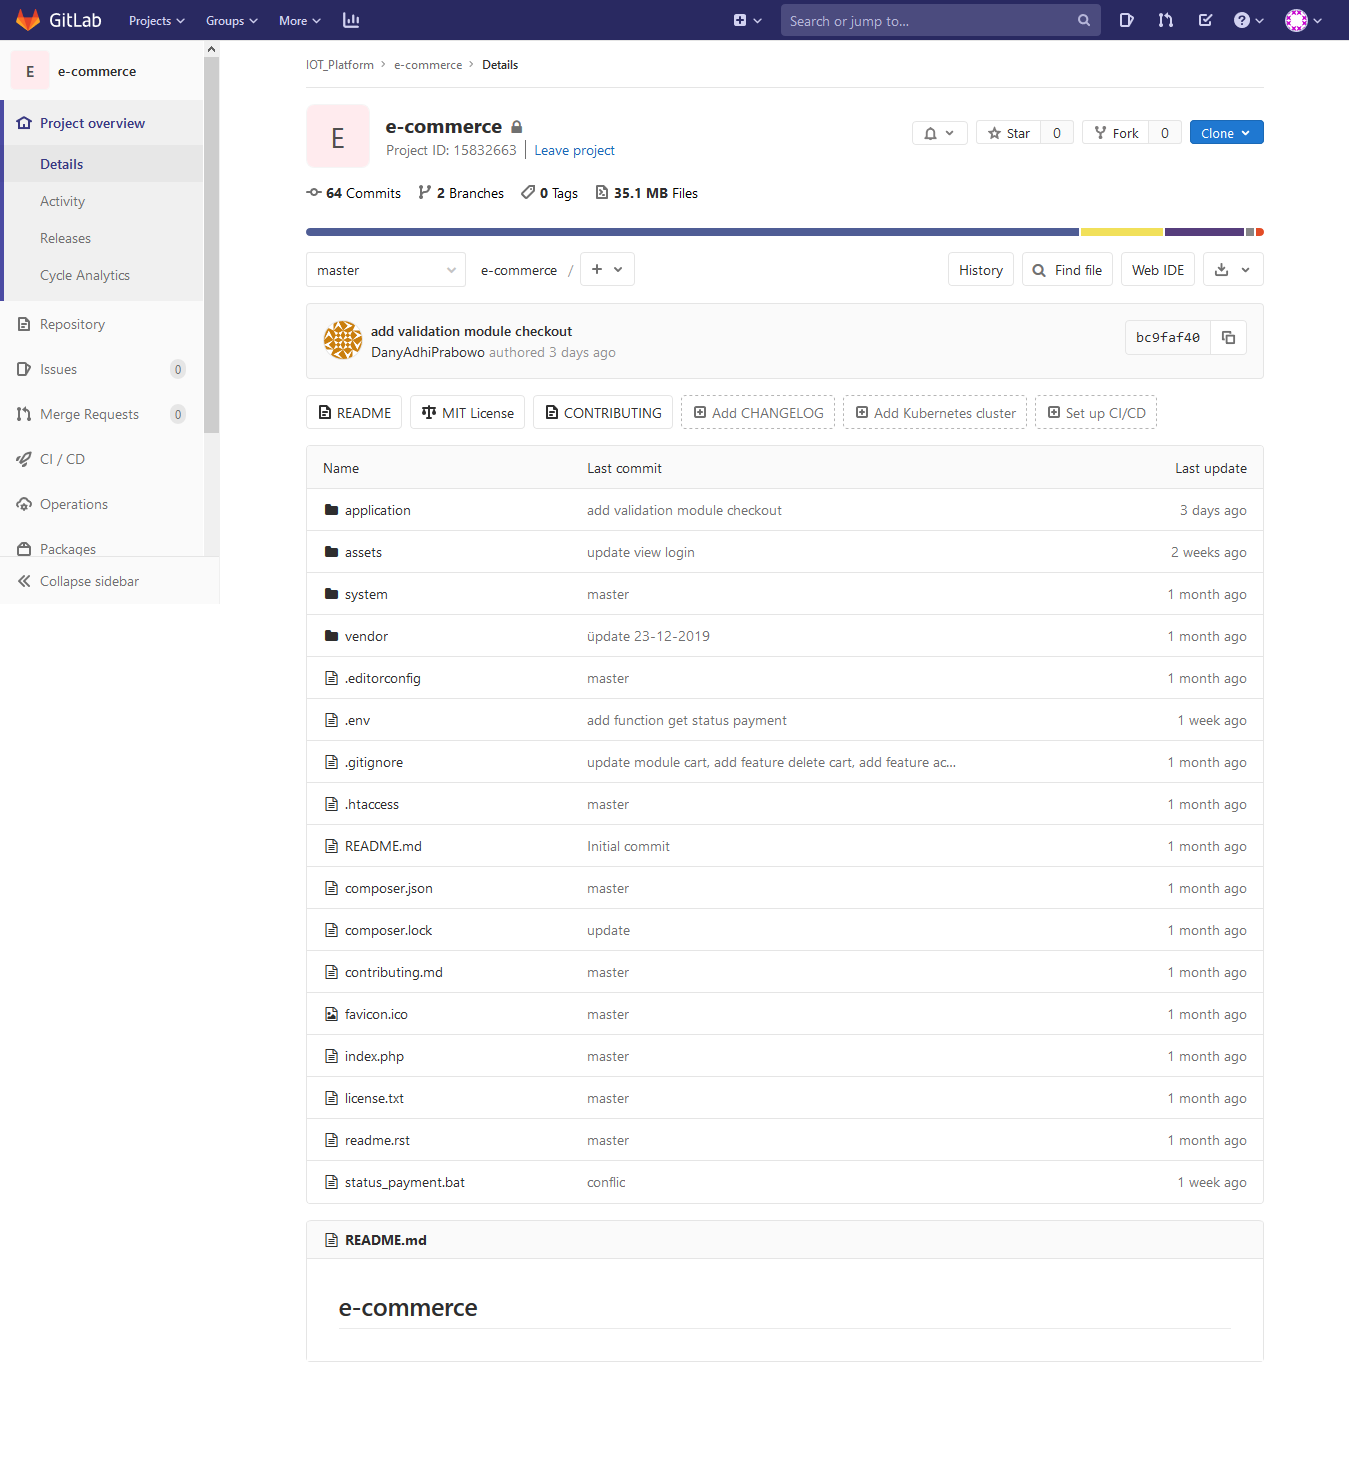 GitLab Projects Groups More Search or jump to...
E e-commerce
Project overview
Details
Activity
Releases
Cycle Analytics
Repository
Issues 0
Merge Requests 0
CI / CD
Operations
Packages
Collapse sidebar
IOT_Platform > e-commerce > Details
E
e-commerce
Project ID: 15832663 | Leave project
Star 0 Fork 0 Clone
64 Commits 2 Branches 0 Tags 35.1 MB Files
master e-commerce / + History Find file Web IDE
add validation module checkout
DanyAdhiPrabowo authored 3 days ago
bc9faf40
README MIT License CONTRIBUTING Add CHANGELOG Add Kubernetes cluster Set up CI/CD
Name Last commit Last update
application add validation module checkout 3 days ago
assets update view login 2 weeks ago
system master 1 month ago
vendor üpdate 23-12-2019 1 month ago
.editorconfig master 1 month ago
.env add function get status payment 1 week ago
.gitignore update module cart, add feature delete cart, add feature ac... 1 month ago
.htaccess master 1 month ago
README.md Initial commit 1 month ago
composer.json master 1 month ago
composer.lock update 1 month ago
contributing.md master 1 month ago
favicon.ico master 1 month ago
index.php master 1 month ago
license.txt master 1 month ago
readme.rst master 1 month ago
status_payment.bat conflic 1 week ago
README.md
e-commerce